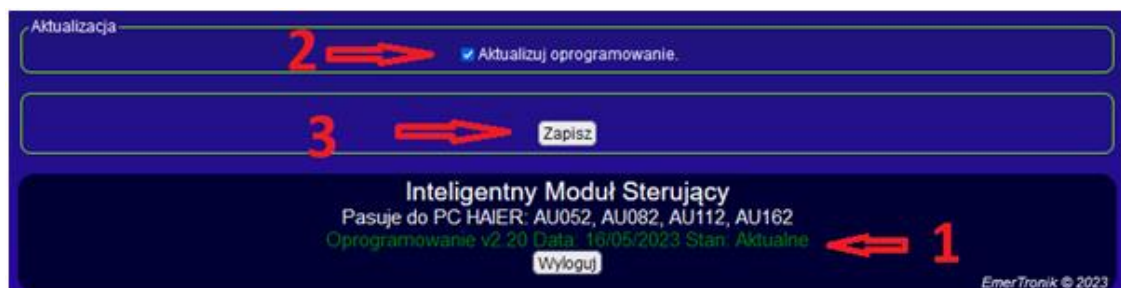 Aktualizacja
2
Aktualizuj oprogramowanie.
3
Zapisz
Inteligentny Moduł Sterujący
Pasuje do PC HAIER: AU052, AU082, AU112, AU162
Oprogramowanie v2.20 Data: 16/05/2023 Stan: Aktualne
1
Wyloguj
EmerTronik © 2023